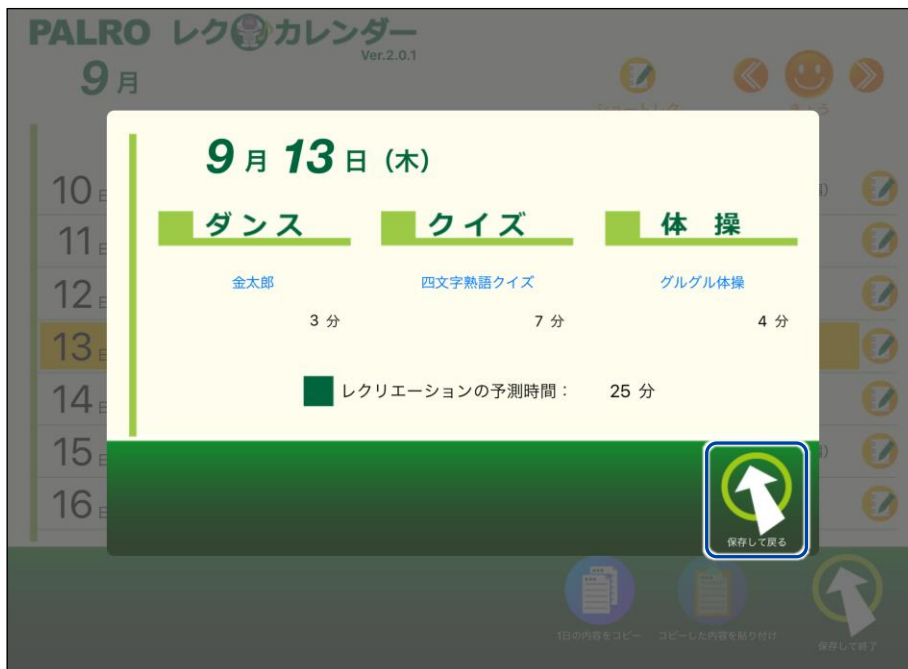 PALRO レク カレンダー
Ver.2.0.1
9月
9月13日(木)
ダンス クイズ 体操
金太郎 四文字熟語クイズ グルグル体操
3 分 7 分 4 分
レクリエーションの予測時間: 25 分
保存して戻る
10日
11日
12日
13日
14日
15日
16日
1日の内容をコピー コピーした内容を貼り付け 保存して終了